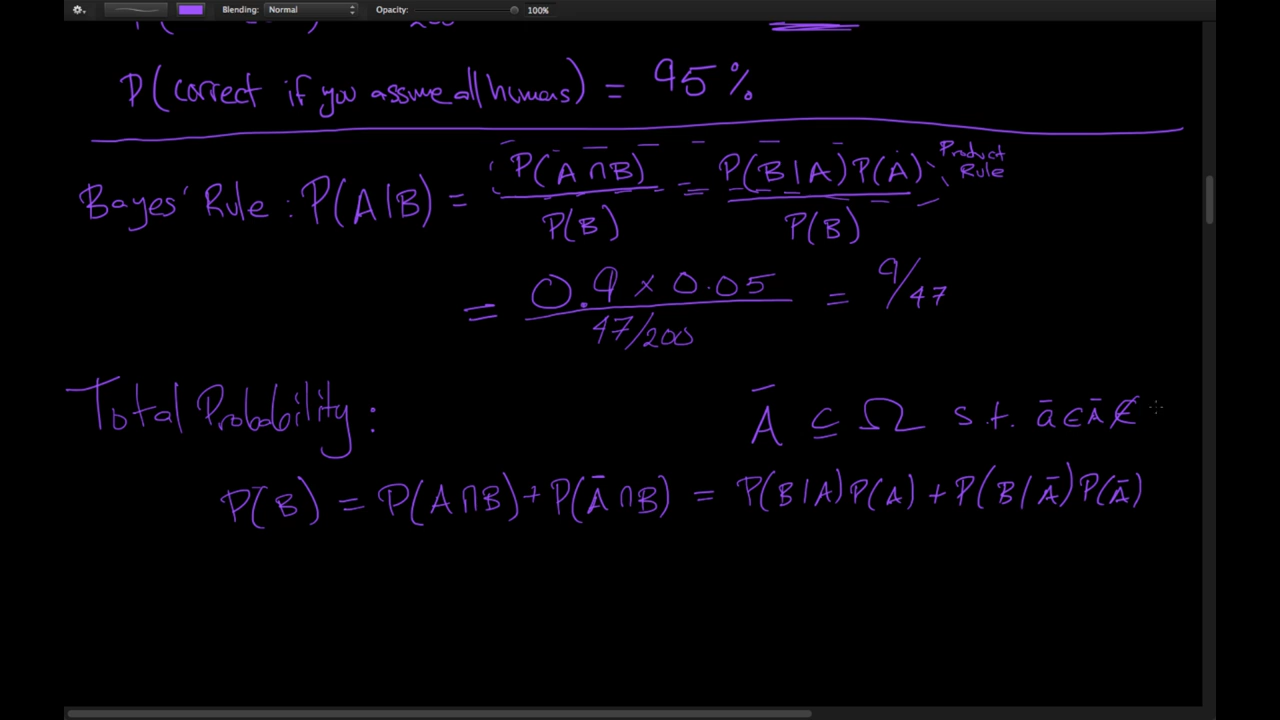 Blending: Normal Opacity: 100%
P(correct if you assume all humans) = 95%
Bayes' Rule: P(A|B) = P(A∩B)/P(B) = P(B|A)P(A)/P(B) Product Rule
= 0.9 × 0.05 / 47/200 = 9/47
Total Probability: Ā ⊆ Ω s.t. ā∈Ā ∉
P(B) = P(A∩B) + P(Ā∩B) = P(B|A)P(A) + P(B|Ā)P(Ā)